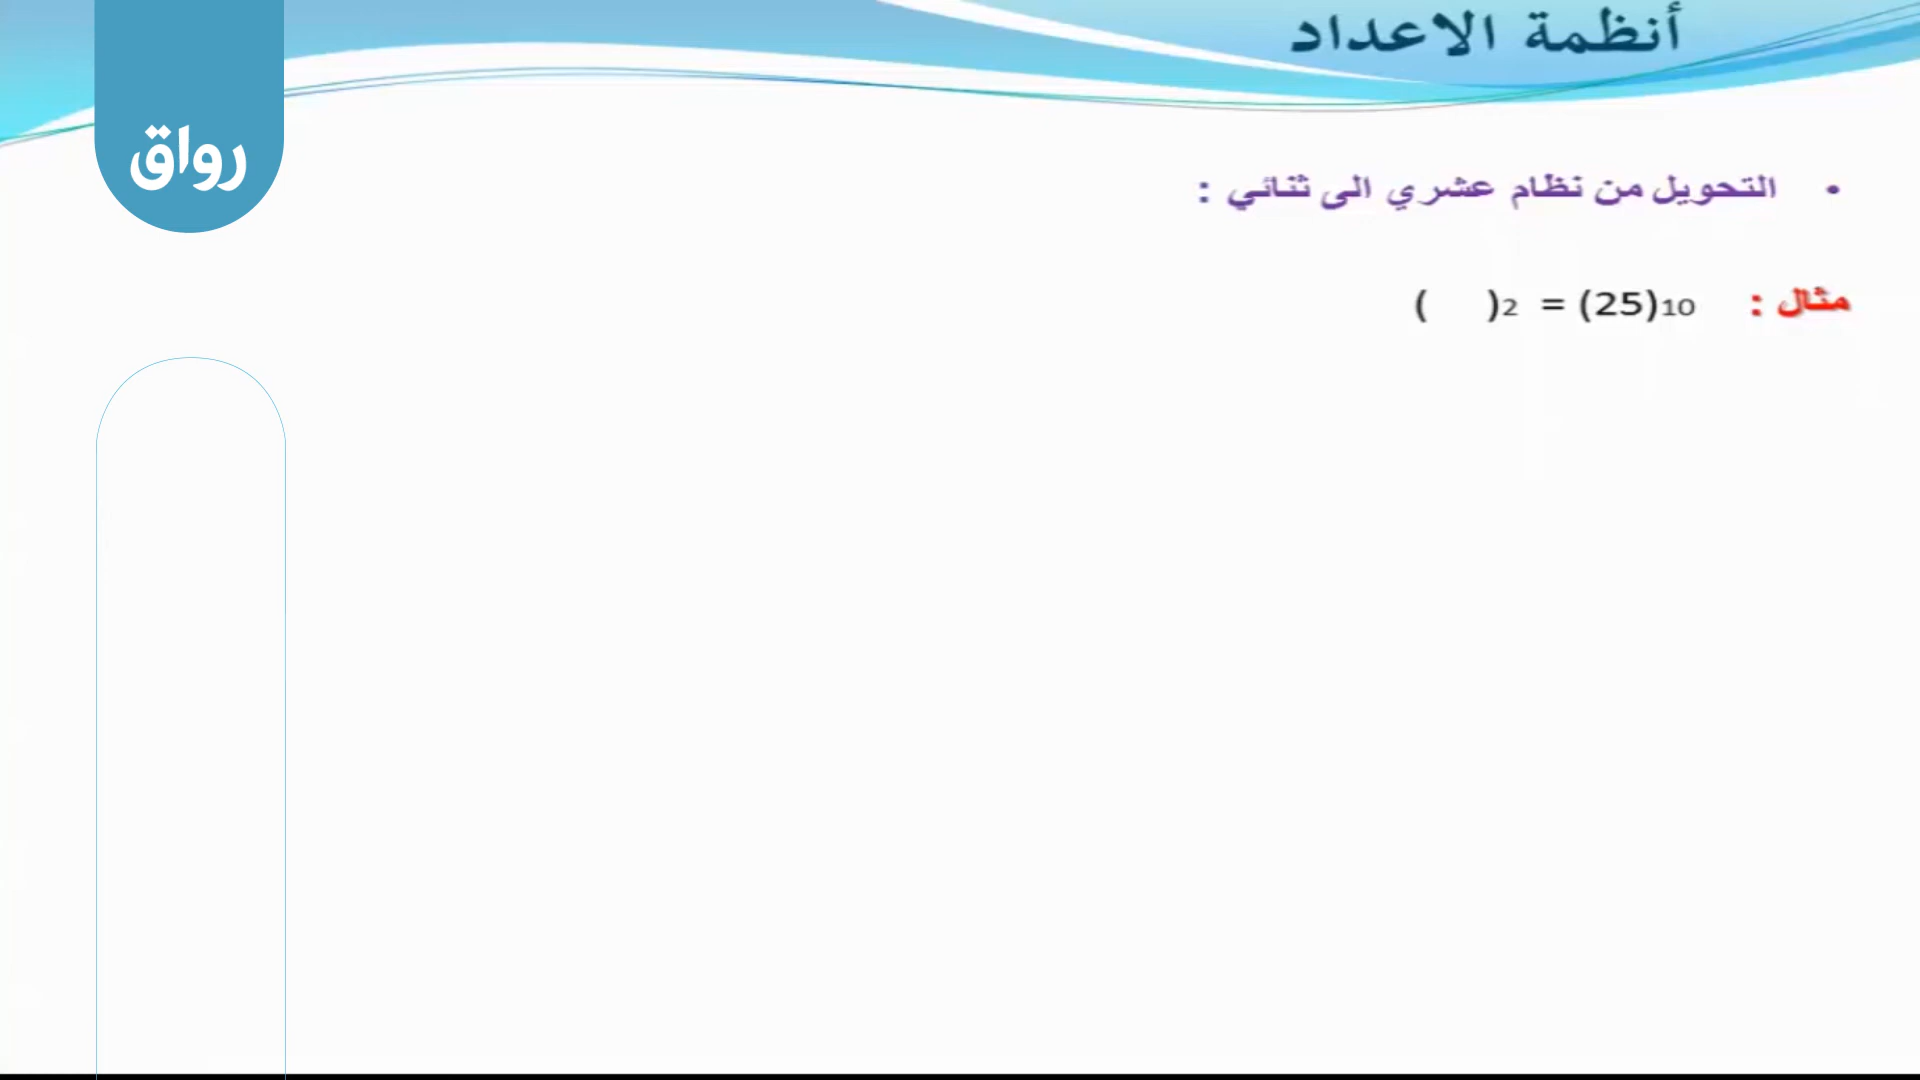 أنظمة الاعداد
رواق
• التحويل من نظام عشري الى ثنائي :
مثال : ( )2 = (25)10